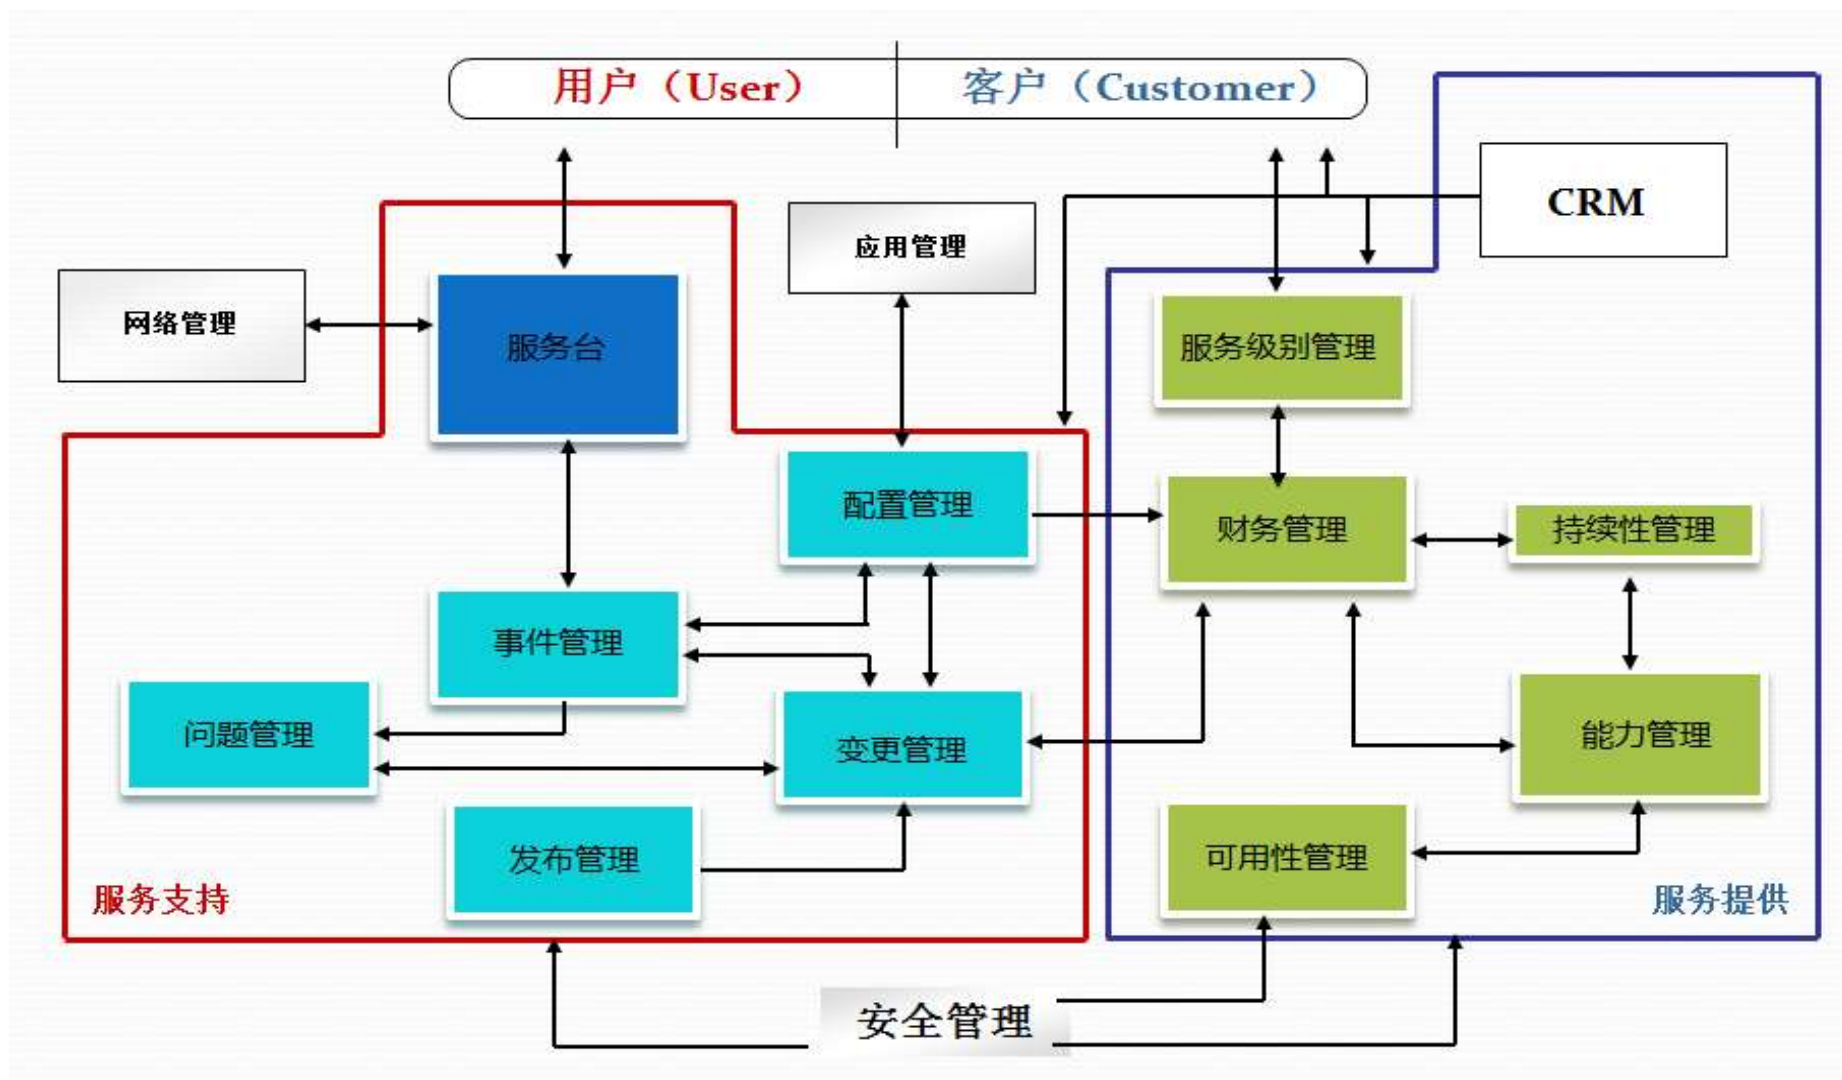 用户（User）
客户（Customer）
CRM
应用管理
网络管理
服务台
服务级别管理
配置管理
财务管理
持续性管理
事件管理
问题管理
变更管理
能力管理
发布管理
可用性管理
服务支持
服务提供
安全管理